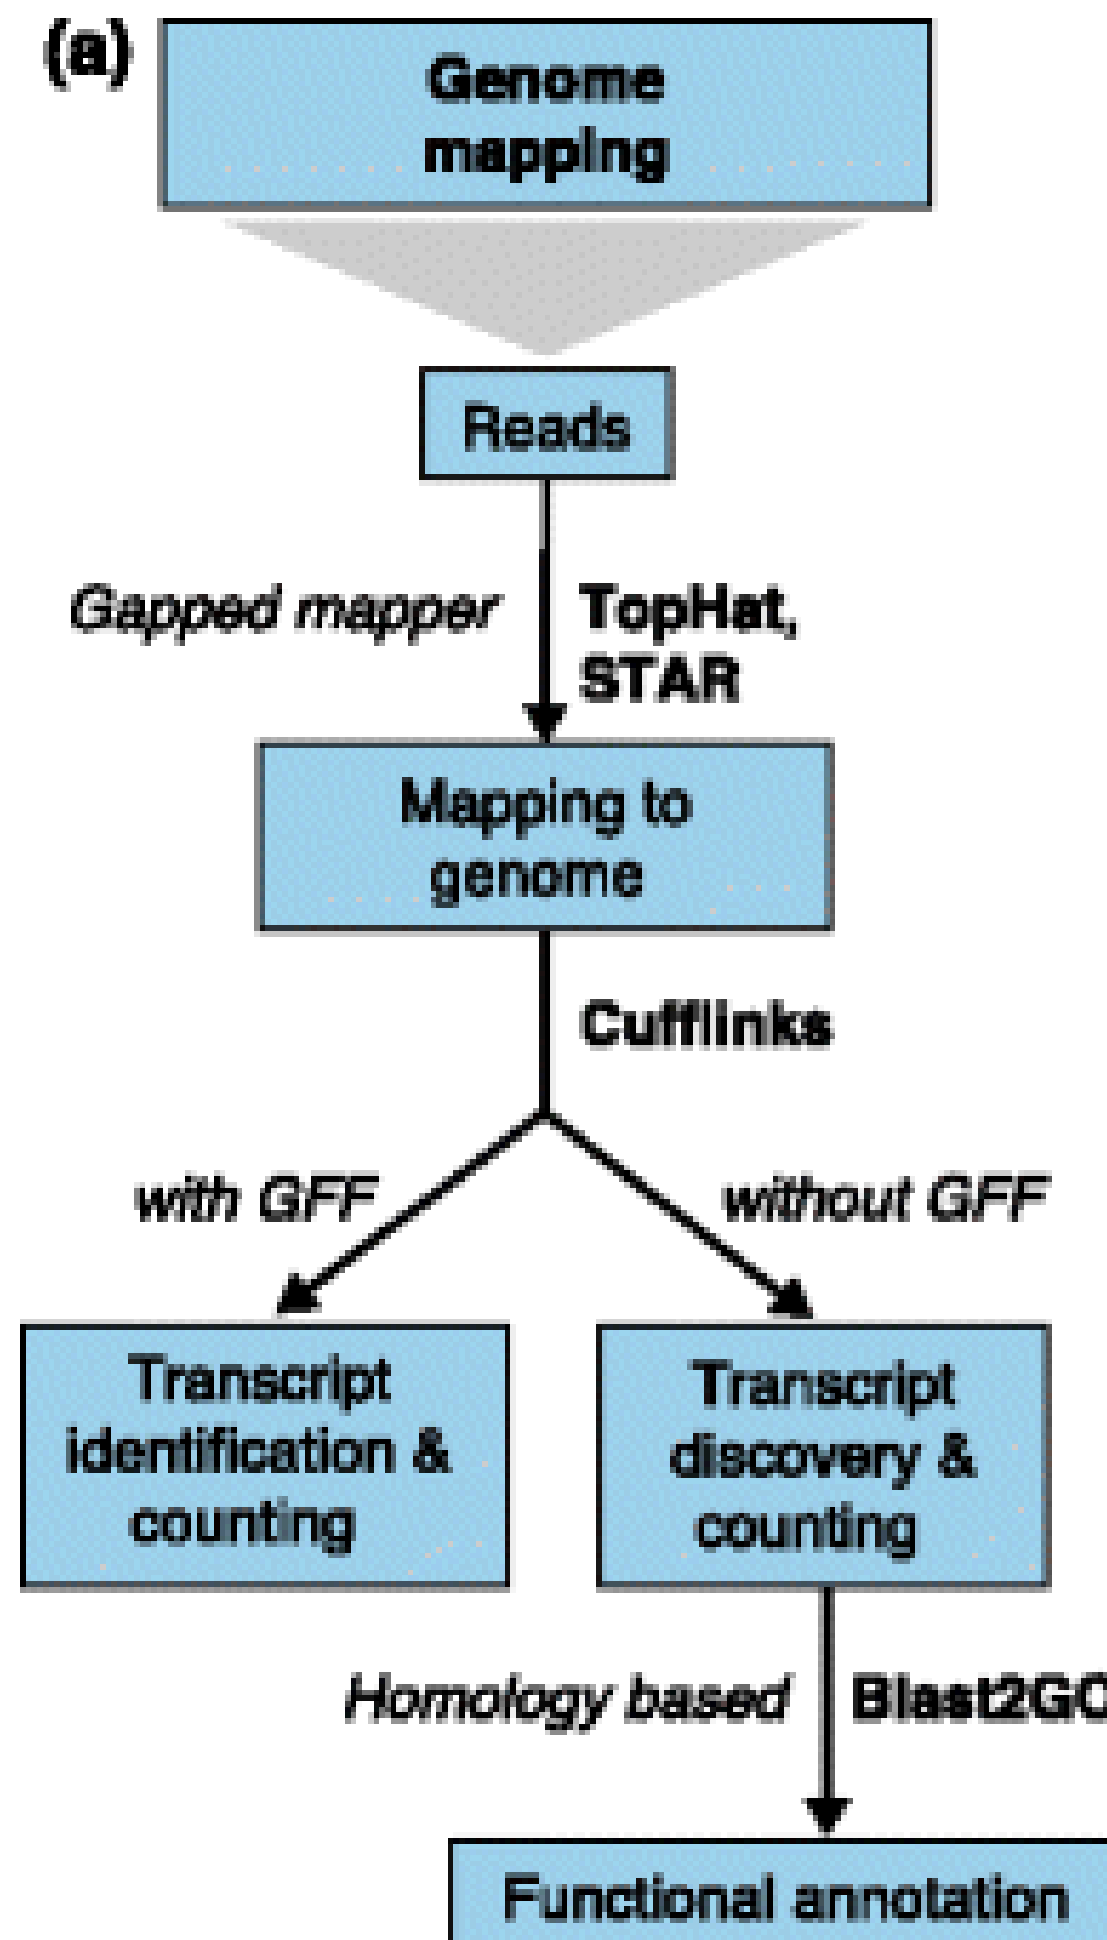 (a)
Genome
mapping
Reads
Gapped mapper
TopHat,
STAR
Mapping to
genome
Cufflinks
with GFF
without GFF
Transcript
identification &
counting
Transcript
discovery &
counting
Homology based
Blast2GO
Functional annotation